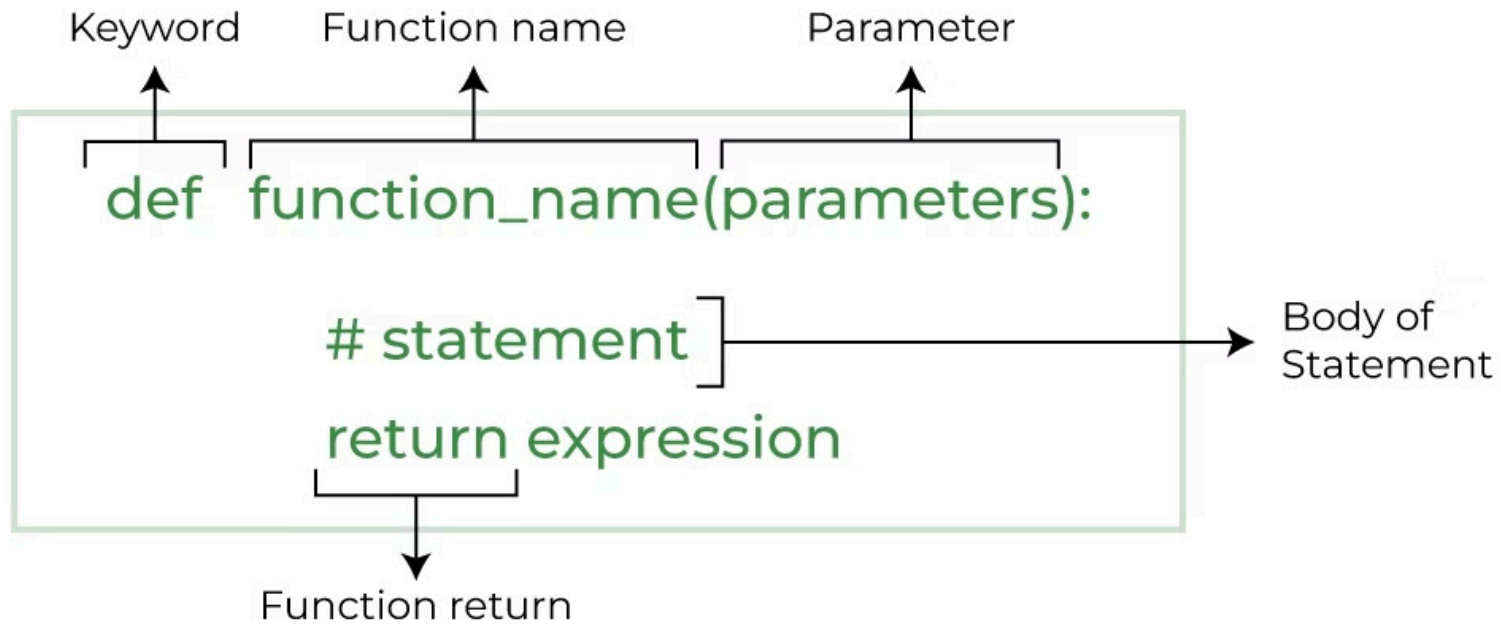 Keyword Function name Parameter
def function_name(parameters):
# statement
Body of
Statement
return expression
Function return